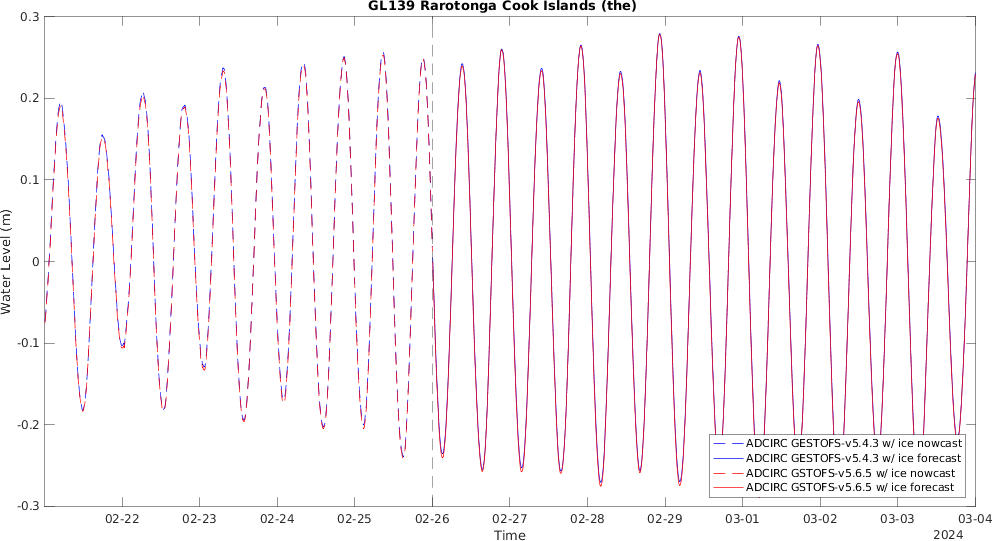 GL139 Rarotonga Cook Islands (the)
Water Level (m)
0.3
0.2
0.1
0
-0.1
-0.2
-0.3
ADCIRC GESTOFS-v5.4.3 w/ ice nowcast
ADCIRC GESTOFS-v5.4.3 w/ ice forecast
ADCIRC GSTOFS-v5.6.5 w/ ice nowcast
ADCIRC GSTOFS-v5.6.5 w/ ice forecast
02-22 02-23 02-24 02-25 02-26 02-27 02-28 02-29 03-01 03-02 03-03 03-04
Time
2024